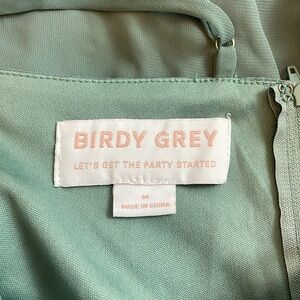 BIRDY GREY
LET'S GET THE PARTY STARTED
M
MADE IN CHINA